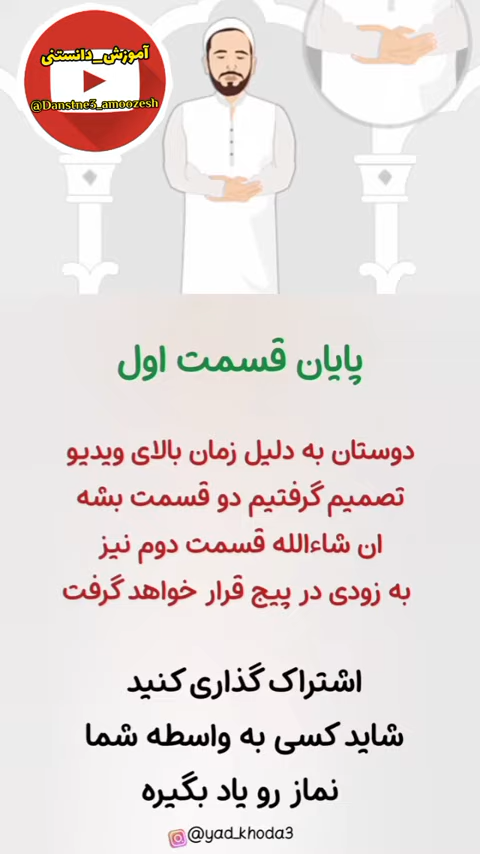 آموزش_دانستنی
@Danstne3_amoozesh
پایان قسمت اول
دوستان به دلیل زمان بالای ویدیو
تصمیم گرفتیم دو قسمت بشه
ان شاءالله قسمت دوم نیز
به زودی در پیج قرار خواهد گرفت
اشتراک گذاری کنید
شاید کسی به واسطه شما
نماز رو یاد بگیره
@yad_khoda3